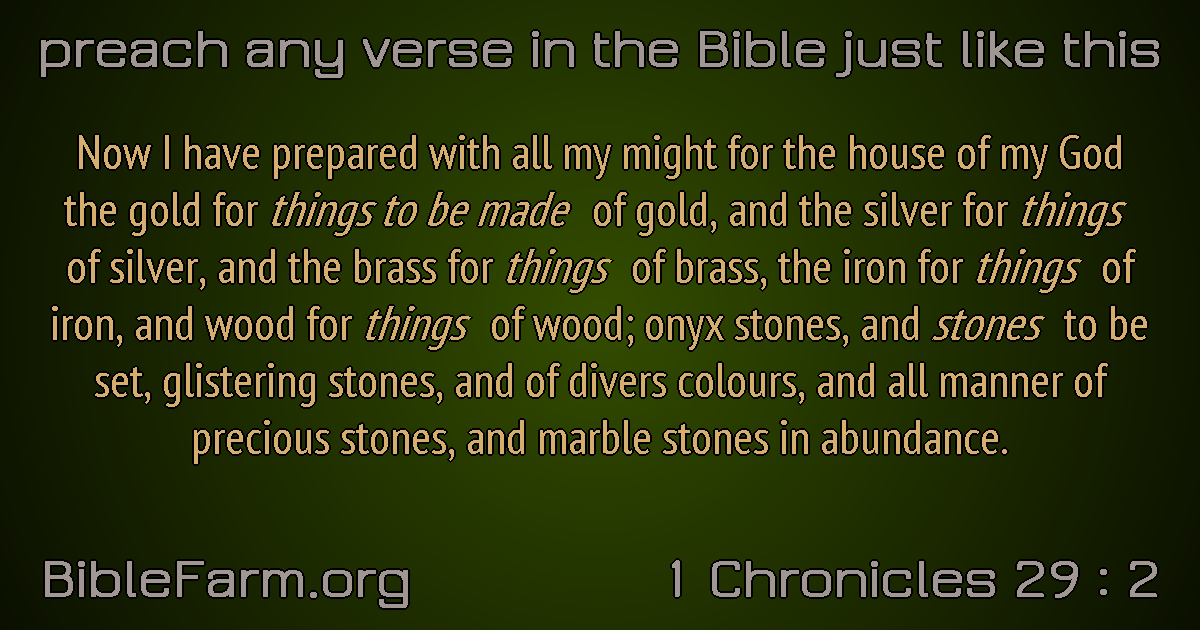 preach any verse in the Bible just like this
Now I have prepared with all my might for the house of my God
the gold for things to be made of gold, and the silver for things
of silver, and the brass for things of brass, the iron for things of
iron, and wood for things of wood; onyx stones, and stones to be
set, glistering stones, and of divers colours, and all manner of
precious stones, and marble stones in abundance.
BibleFarm.org
1 Chronicles 29 : 2